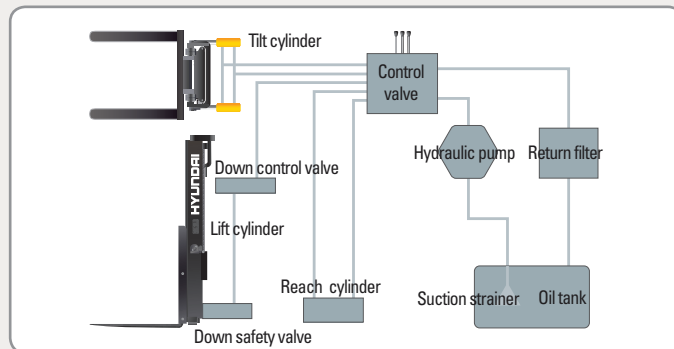 Tilt cylinder
Control
valve
Hydraulic pump
Return filter
Down control valve
HYUNDAI
Lift cylinder
Reach cylinder
Suction strainer
Oil tank
Down safety valve